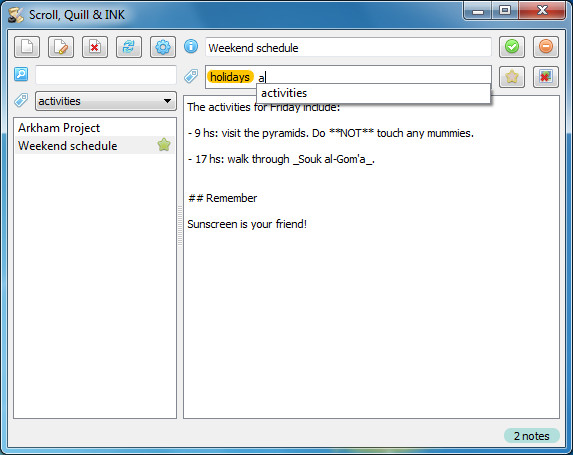 Scroll, Quill & INK
Weekend schedule
holidays a
activities
activities
Arkham Project
Weekend schedule
The activities for Friday include:
- 9 hs: visit the pyramids. Do **NOT** touch any mummies.
- 17 hs: walk through _Souk al-Gom'a_.
## Remember
Sunscreen is your friend!
2 notes